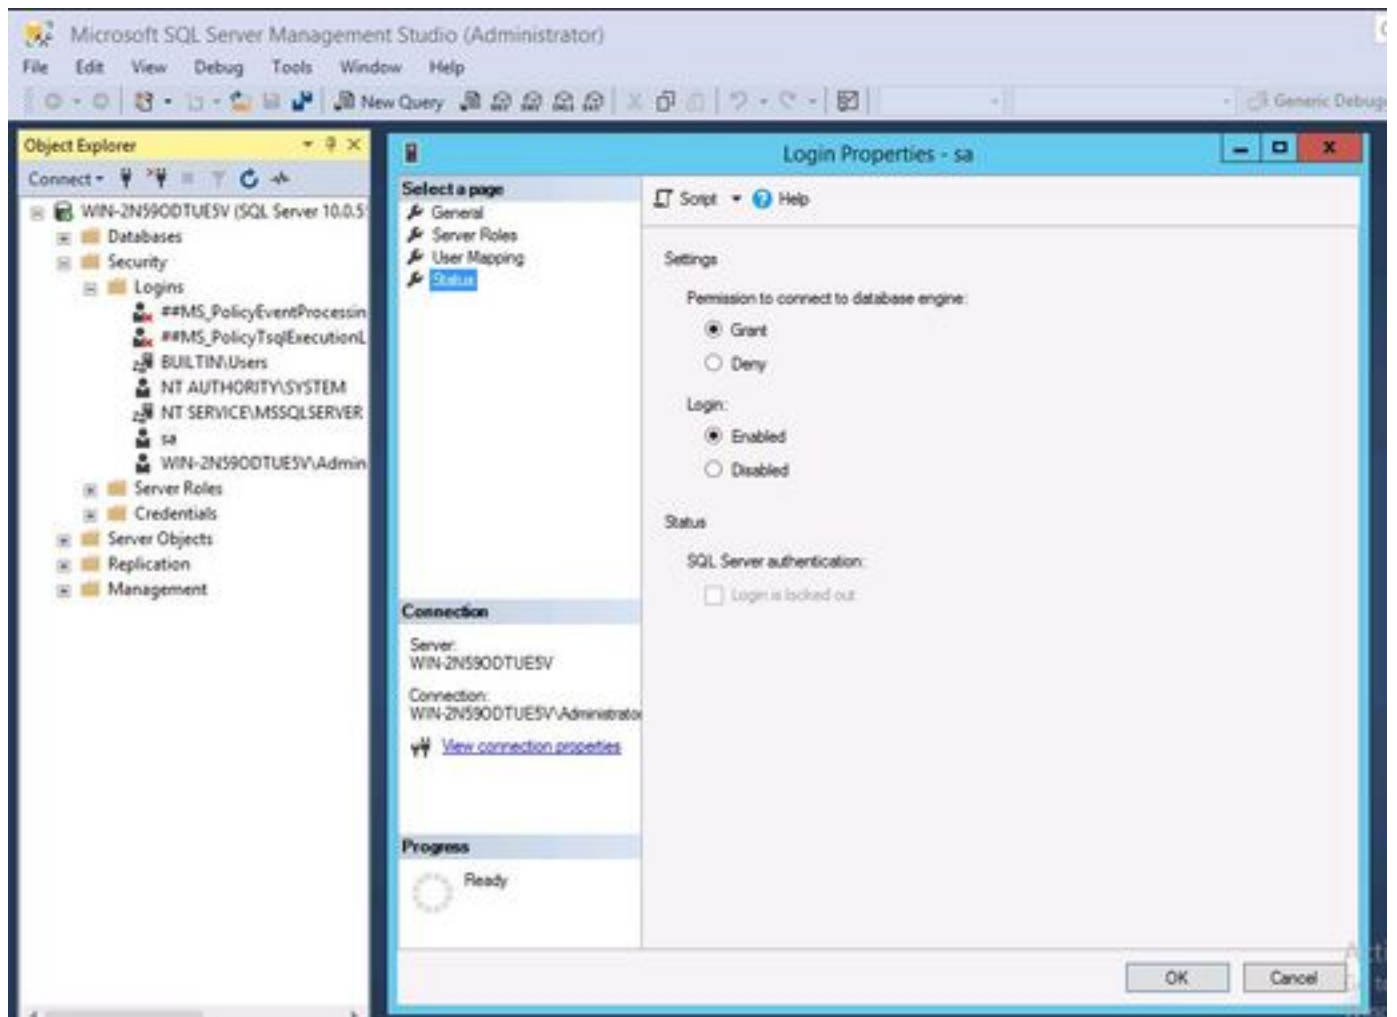 Microsoft SQL Server Management Studio (Administrator)
File Edit View Debug Tools Window Help
New Query
Generic Debug
Object Explorer
Connect
WIN-2N59ODTUE5V (SQL Server 10.0.5
Databases
Security
Logins
##MS_PolicyEventProcessin
##MS_PolicyTsqlExecutionL
BUILTIN\Users
NT AUTHORITY\SYSTEM
NT SERVICE\MSSQLSERVER
sa
WIN-2N59ODTUE5V\Admin
Server Roles
Credentials
Server Objects
Replication
Management
Login Properties - sa
Select a page
General
Server Roles
User Mapping
Status
Connection
Server:
WIN-2N59ODTUE5V
Connection:
WIN-2N59ODTUE5V\Administrator
View connection properties
Progress
Ready
Script Help
Settings
Permission to connect to database engine:
Grant
Deny
Login:
Enabled
Disabled
Status
SQL Server authentication:
Login is locked out
OK Cancel